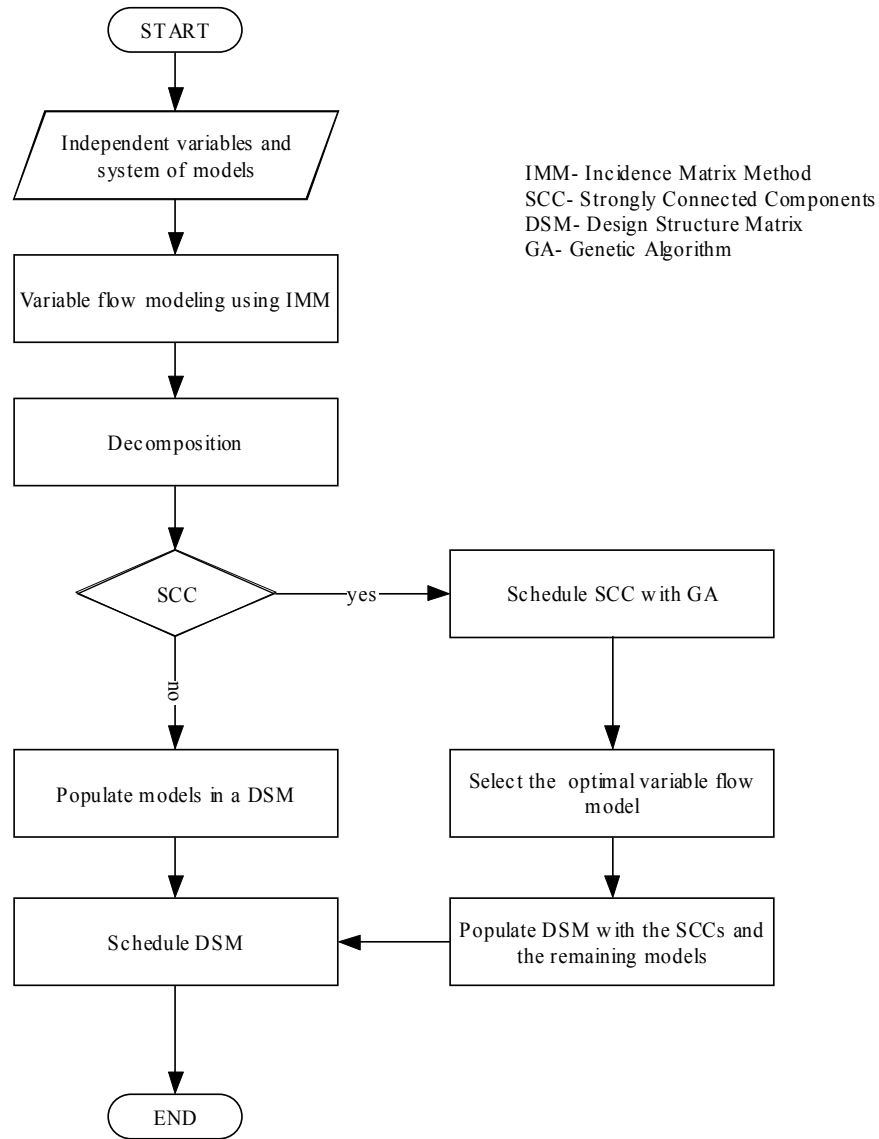 START
Independent variables and
system of models
IMM- Incidence Matrix Method
SCC- Strongly Connected Components
DSM- Design Structure Matrix
GA- Genetic Algorithm
Variable flow modeling using IMM
Decomposition
SCC
yes
Schedule SCC with GA
no
Populate models in a DSM
Select the optimal variable flow
model
Schedule DSM
Populate DSM with the SCCs and
the remaining models
END